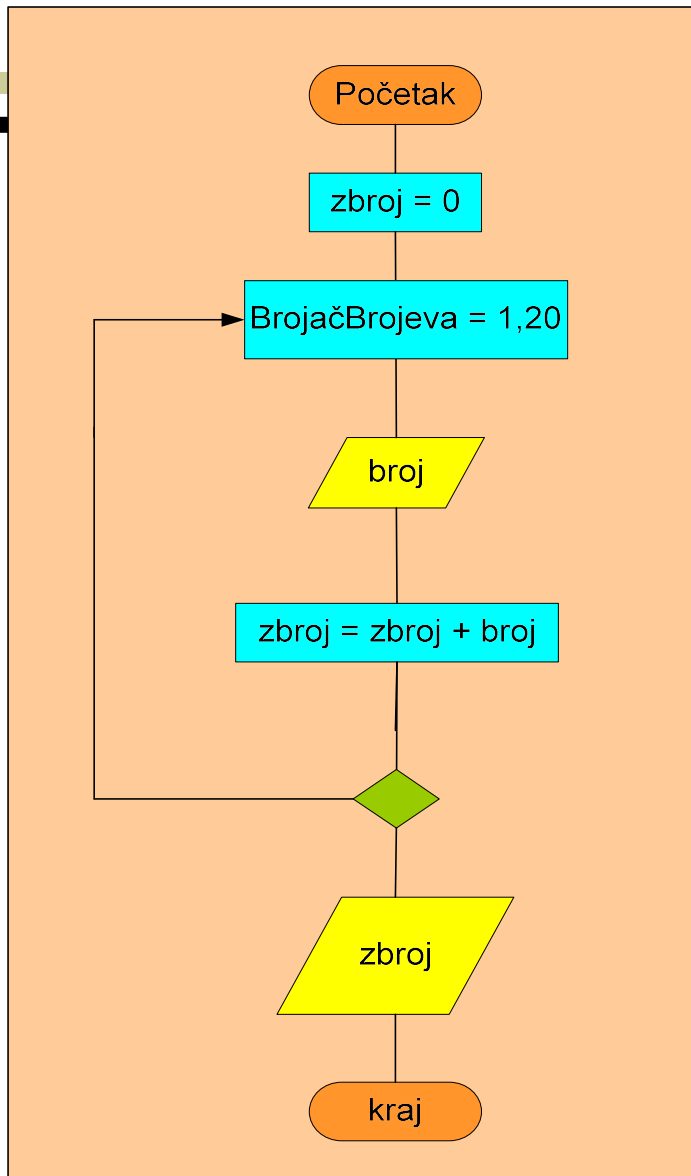 Početak
zbroj = 0
BrojačBrojeva = 1,20
broj
zbroj = zbroj + broj
zbroj
kraj